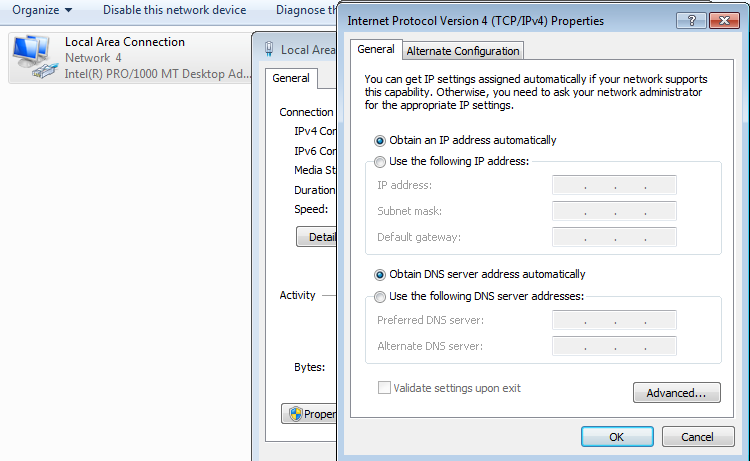 Organize
Disable this network device
Diagnose th
Local Area Connection
Network 4
Intel(R) PRO/1000 MT Desktop Ad...
Local Area
General
Connection
IPv4 Con
IPv6 Con
Media St
Duration
Speed:
Detail
Activity
Bytes:
Proper
Internet Protocol Version 4 (TCP/IPv4) Properties
General
Alternate Configuration
You can get IP settings assigned automatically if your network supports
this capability. Otherwise, you need to ask your network administrator
for the appropriate IP settings.
Obtain an IP address automatically
Use the following IP address:
IP address:
Subnet mask:
Default gateway:
Obtain DNS server address automatically
Use the following DNS server addresses:
Preferred DNS server:
Alternate DNS server:
Validate settings upon exit
Advanced...
OK
Cancel